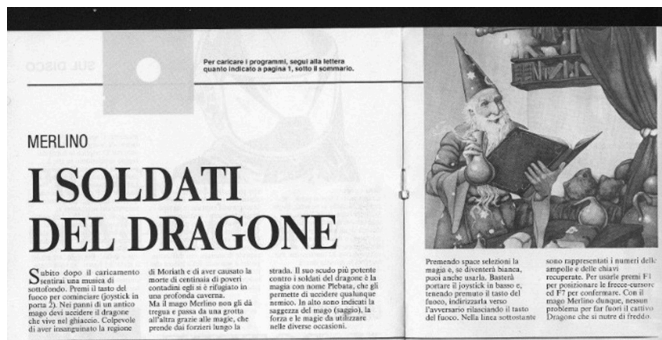 Per caricare i programmi, segui alla lettera
quanto indicato a pagina 1, sotto il sommario.
MERLINO
I SOLDATI
DEL DRAGONE
Subito dopo il caricamento
sentirai una musica di
sottofondo. Premi il tasto del
fuoco per cominciare (joystick in
porta 2). Nei panni di un antico
mago devi uccidere il dragone
che vive nel ghiaccio. Colpevole
di aver insanguinato la regione
di Moriath e di aver causato la
morte di centinaia di poveri
contadini egli si è rifugiato in
una profonda caverna.
Ma il mago Merlino non gli dà
tregua e passa da una grotta
all'altra grazie alle magie, che
prende dai forzieri lungo la
strada. Il suo scudo più potente
contro i soldati del dragone è la
magia con nome Plebata, che gli
permette di uccidere qualunque
nemico. In alto sono indicati la
saggezza del mago (saggio), la
forza e le magie da utilizzare
nelle diverse occasioni.
Premendo space selezioni la
magia e, se diventerà bianca,
puoi anche usarla. Basterà
portare il joystick in basso e,
tenendo premuto il tasto del
fuoco, indirizzarla verso
l'avversario rilasciando il tasto
del fuoco. Nella linea sottostante
sono rappresentati i numeri delle
ampolle e delle chiavi
recuperate. Per usarle premi F1
per posizionare le frecce-cursore
ed F7 per confermare. Con il
mago Merlino dunque, nessun
problema per far fuori il cattivo
Dragone che si nutre di freddo.
SUL DISCO